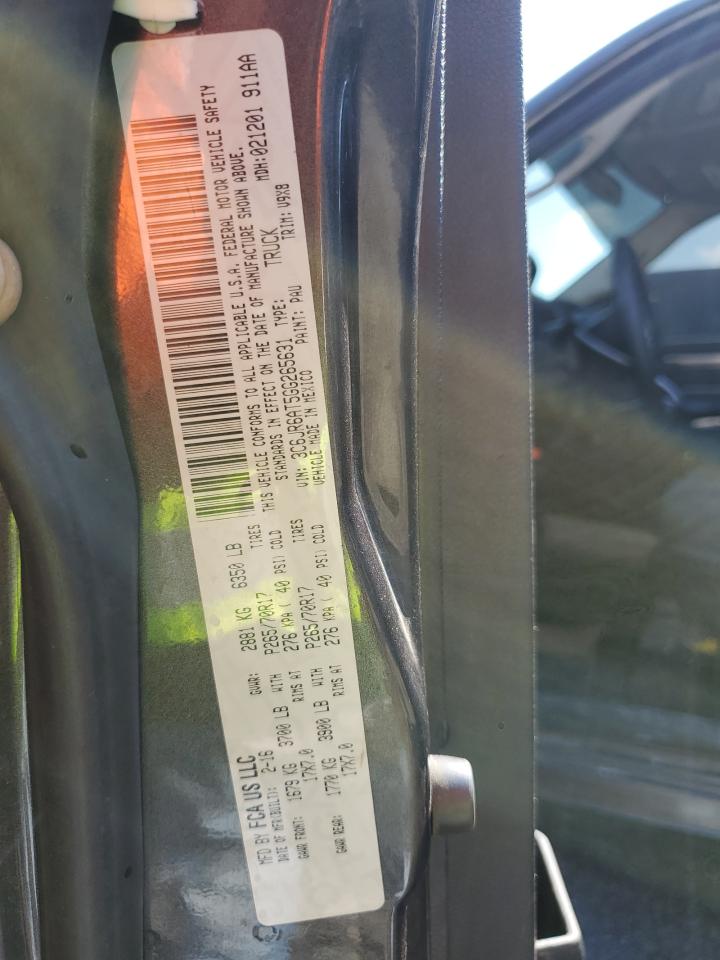 MFD BY FCA US LLC
DATE OF MFR(BUILT): 2-16 GVWR: 2881 KG 6350 LB
GAWR FRONT: 1679 KG 3700 LB WITH P265/70R17 TIRES
17X7.0 RIMS AT 276 KPA ( 40 PSI) COLD
GAWR REAR: 1770 KG 3900 LB WITH P265/70R17 TIRES
17X7.0 RIMS AT 276 KPA ( 40 PSI) COLD
THIS VEHICLE CONFORMS TO ALL APPLICABLE U.S.A. FEDERAL MOTOR VEHICLE SAFETY
STANDARDS IN EFFECT ON THE DATE OF MANUFACTURE SHOWN ABOVE.
VIN: 3C6JR6AT5GG265631 TYPE: TRUCK MDH:021201 911AA
VEHICLE MADE IN MEXICO PAINT: PAU TRIM: V9X8